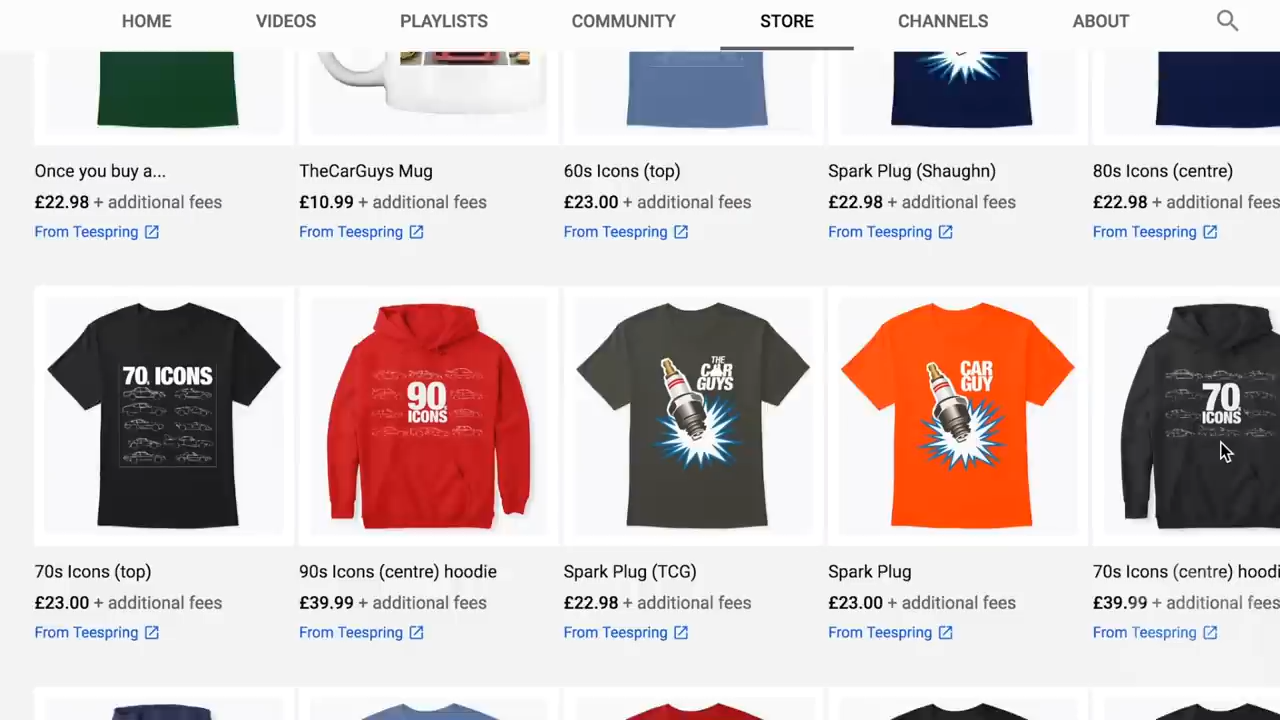 HOME VIDEOS PLAYLISTS COMMUNITY STORE CHANNELS ABOUT
Once you buy a... TheCarGuys Mug 60s Icons (top) Spark Plug (Shaughn) 80s Icons (centre)
£22.98 + additional fees £10.99 + additional fees £23.00 + additional fees £22.98 + additional fees £22.98 + additional fees
From Teespring From Teespring From Teespring From Teespring From Teespring
70s ICONS
90
ICONS
THE
CAR
GUYS
CAR
GUY
70
ICONS
70s Icons (top) 90s Icons (centre) hoodie Spark Plug (TCG) Spark Plug 70s Icons (centre) hoodi
£23.00 + additional fees £39.99 + additional fees £22.98 + additional fees £23.00 + additional fees £39.99 + additional fees
From Teespring From Teespring From Teespring From Teespring From Teespring